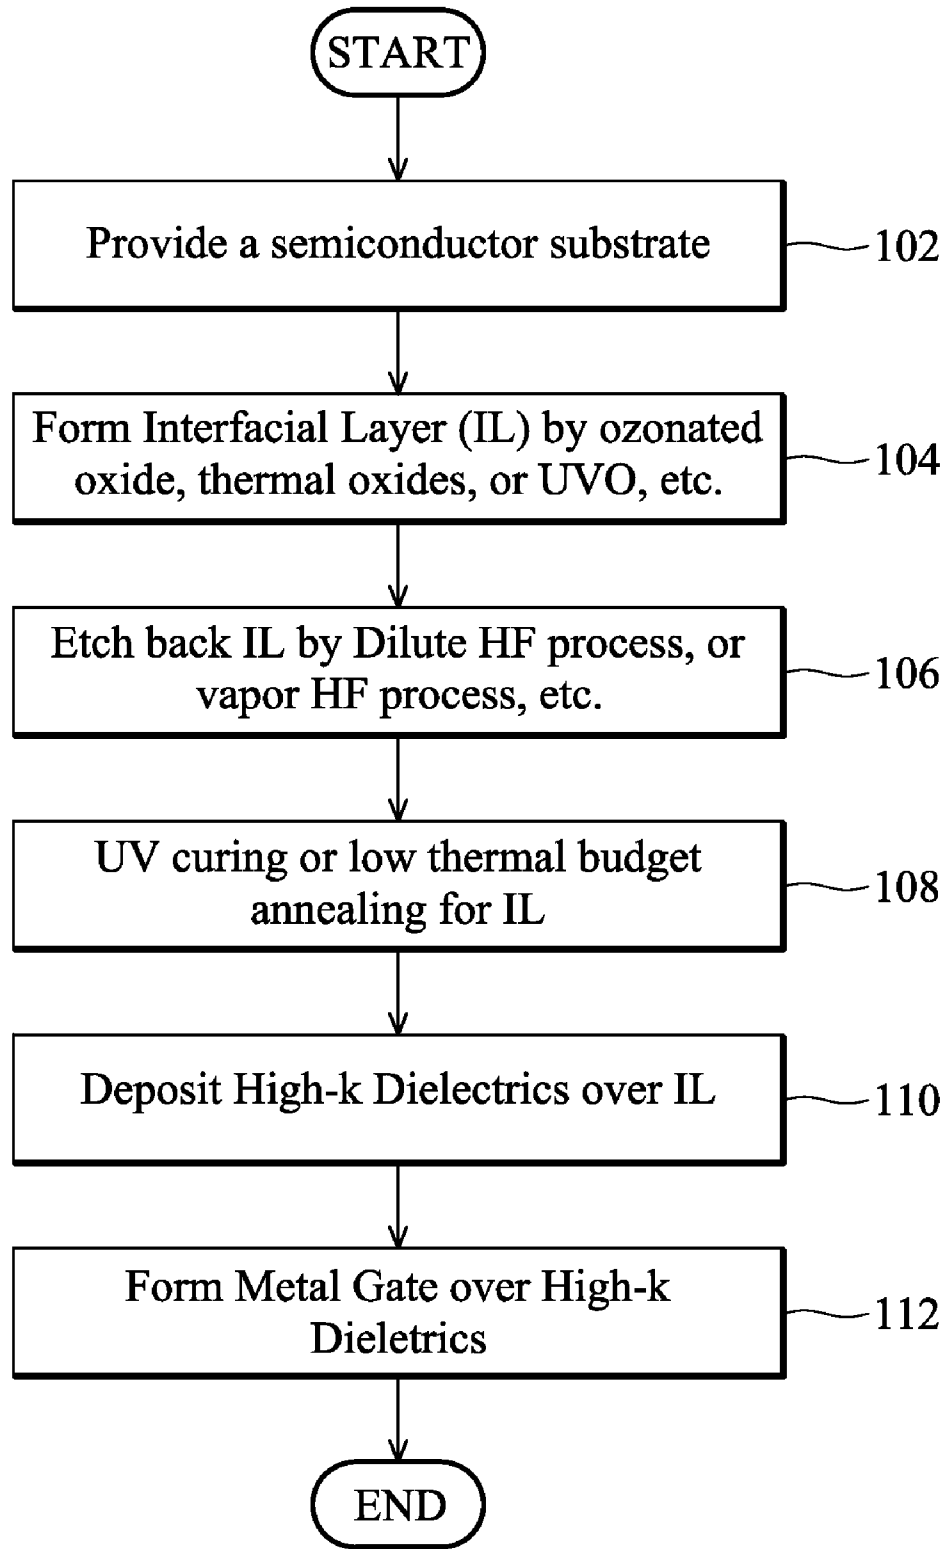 START
Provide a semiconductor substrate
102
Form Interfacial Layer (IL) by ozonated
oxide, thermal oxides, or UVO, etc.
104
Etch back IL by Dilute HF process, or
vapor HF process, etc.
106
UV curing or low thermal budget
annealing for IL
108
Deposit High-k Dielectrics over IL
110
Form Metal Gate over High-k
Dieletrics
112
END